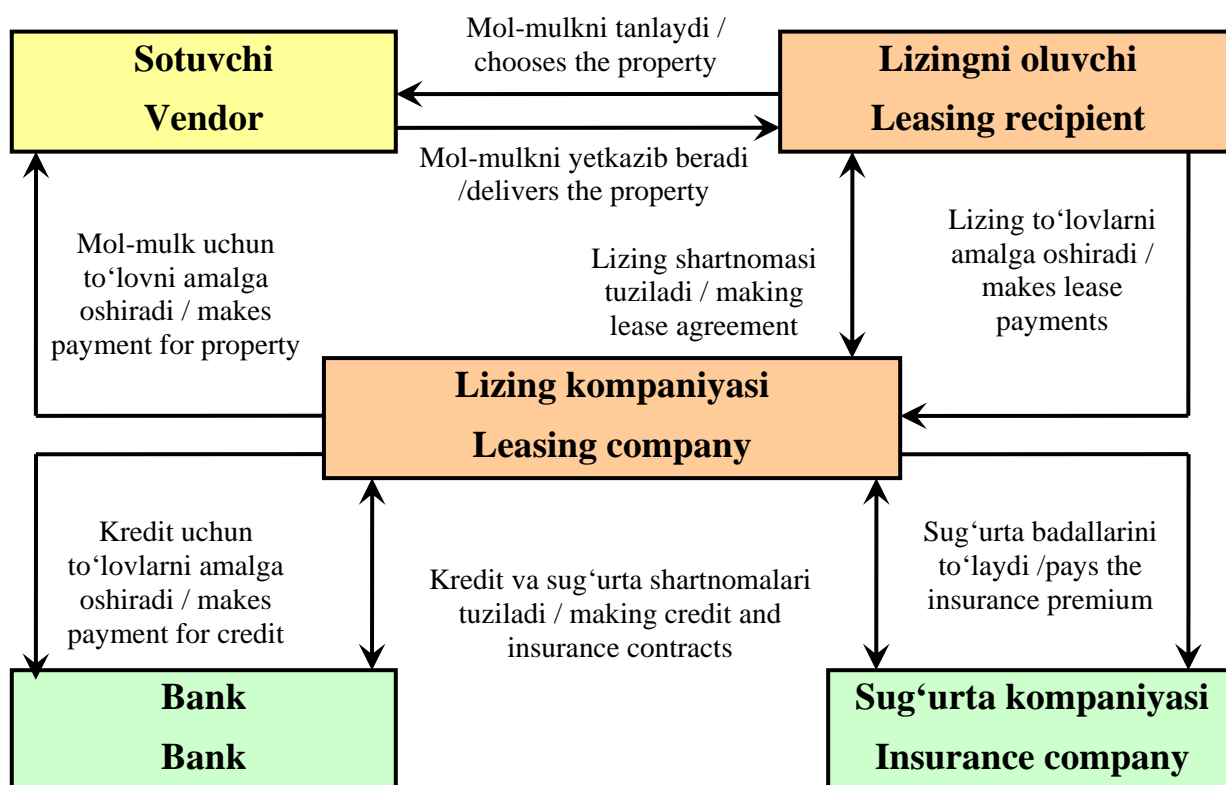 Mol-mulkni tanlaydi /
chooses the property
Sotuvchi
Vendor
Lizingni oluvchi
Leasing recipient
Mol-mulkni yetkazib beradi
/delivers the property
Mol-mulk uchun
to‘lovni amalga
oshiradi / makes
payment for property
Lizing shartnomasi
tuziladi / making
lease agreement
Lizing to‘lovlarni
amalga oshiradi /
makes lease
payments
Lizing kompaniyasi
Leasing company
Kredit uchun
to‘lovlarni amalga
oshiradi / makes
payment for credit
Kredit va sug‘urta shartnomalari
tuziladi / making credit and
insurance contracts
Sug‘urta badallarini
to‘laydi /pays the
insurance premium
Bank
Bank
Sug‘urta kompaniyasi
Insurance company